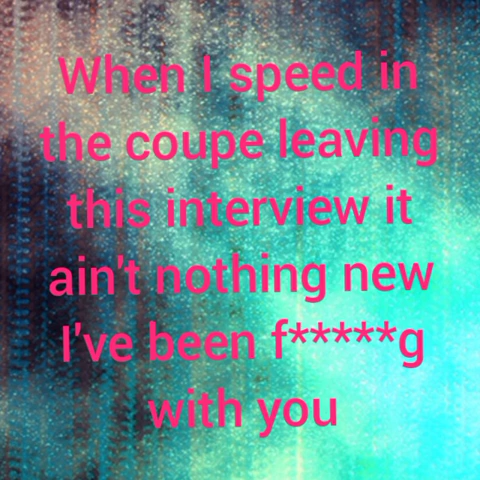 When I speed in
the coupe leaving
this interview it
ain't nothing new
I've been f*****g
with you